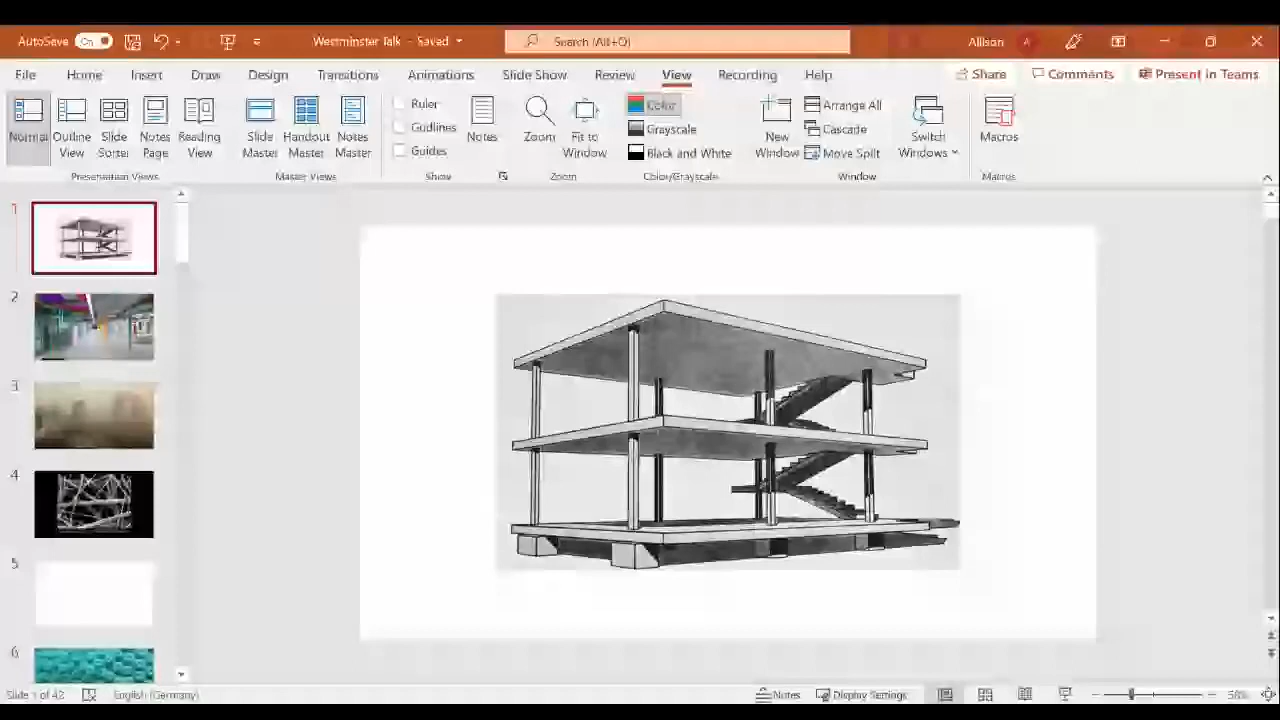 AutoSave On Westminster Talk - Saved Search (Alt+Q) Allison A
File Home Insert Draw Design Transitions Animations Slide Show Review View Recording Help Share Comments Present in Teams
Normal Outline View Slide Sorter Notes Page Reading View
Slide Master Handout Master Notes Master
Ruler
Gridlines
Guides
Notes
Zoom Fit to Window
Color
Grayscale
Black and White
New Window
Arrange All
Cascade
Move Split
Switch Windows
Macros
Presentation Views Master Views Show Zoom Color/Grayscale Window Macros
1
2
3
4
5
6
Slide 1 of 42 English (Germany) Notes Display Settings 58%